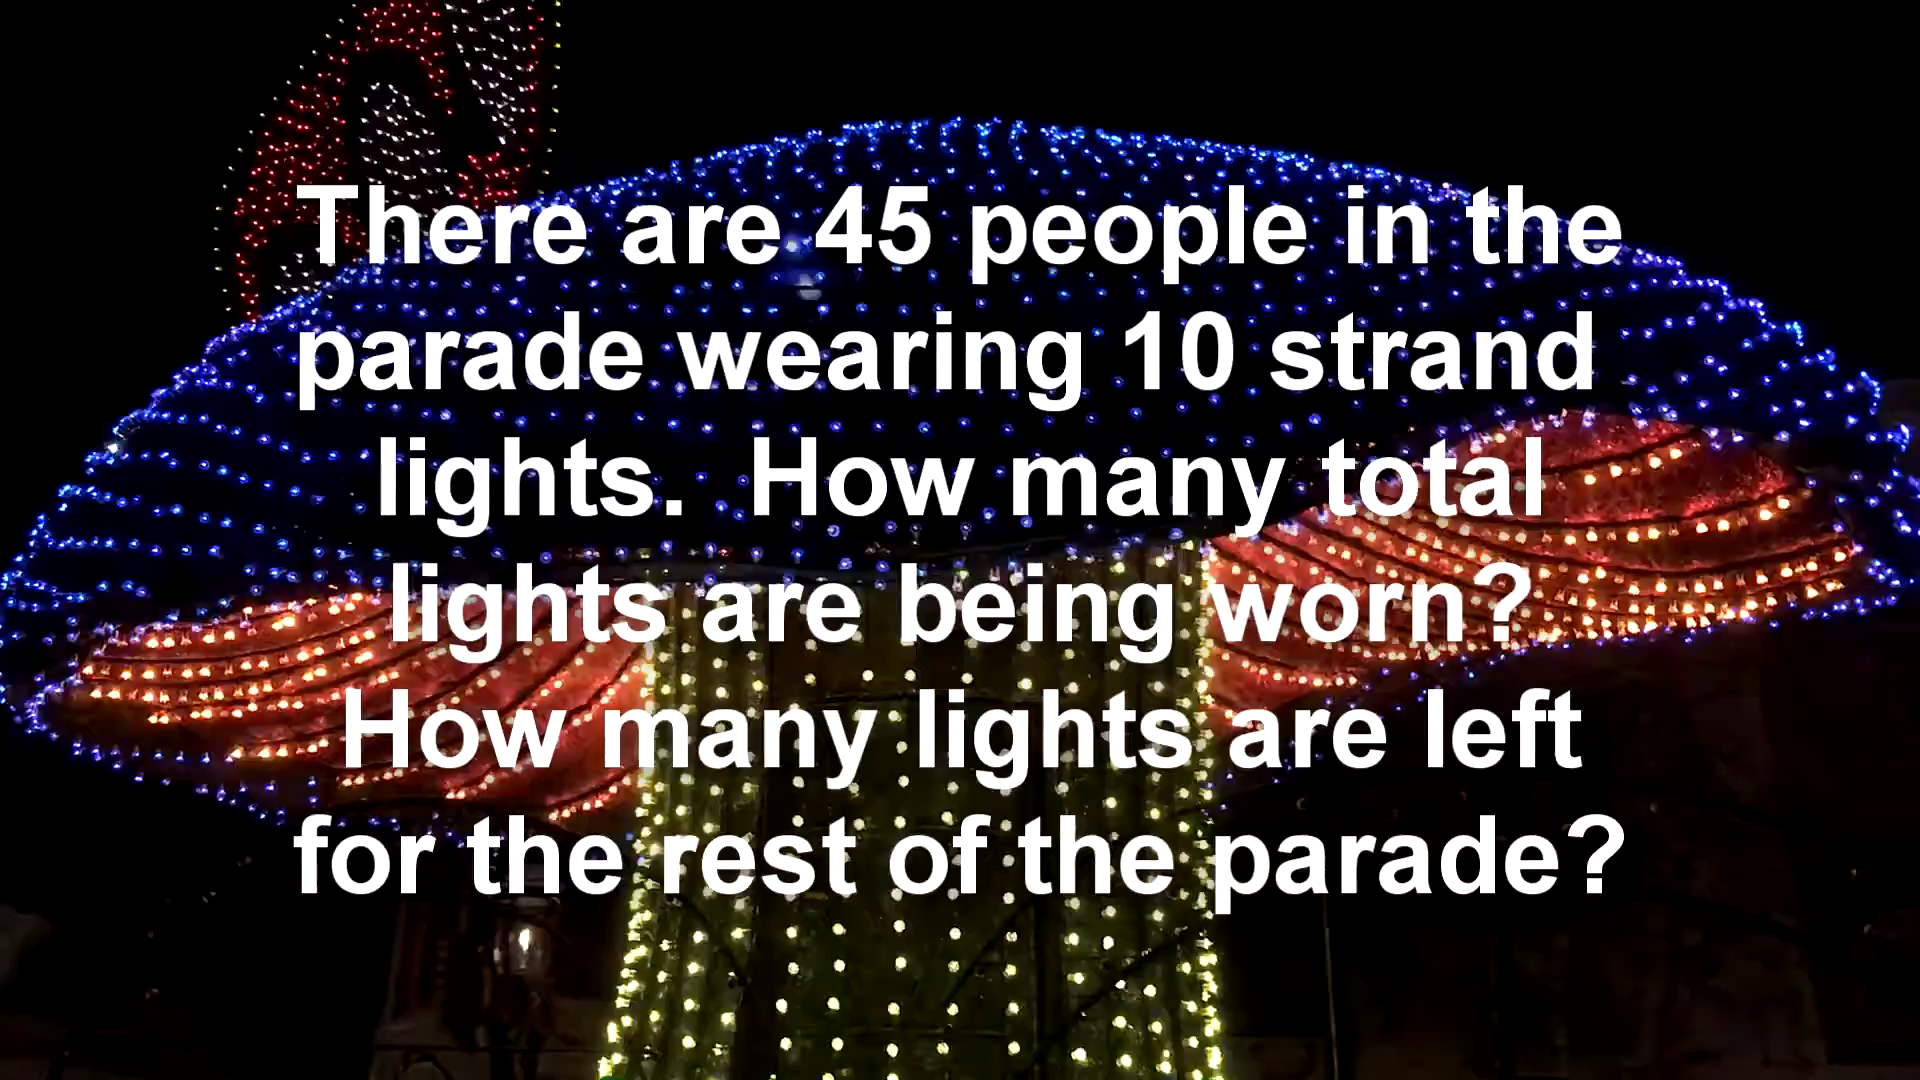 There are 45 people in the
parade wearing 10 strand
lights.  How many total
lights are being worn?
How many lights are left
for the rest of the parade?